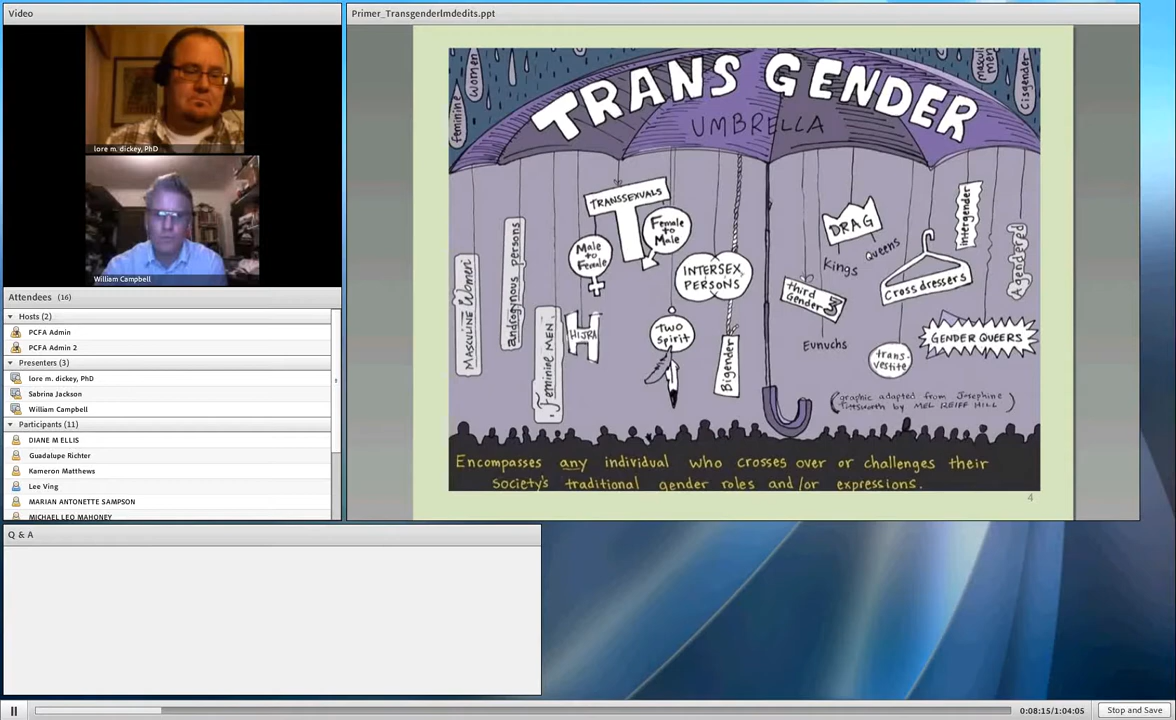 Video
lore m. dickey, PhD
William Campbell
Attendees (16)
Hosts (2)
PCFA Admin
PCFA Admin 2
Presenters (3)
lore m. dickey, PhD
Sabrina Jackson
William Campbell
Participants (11)
DIANE M ELLIS
Guadalupe Richter
Kameron Matthews
Lee Ving
MARIAN ANTONETTE SAMPSON
MICHAEL LEO MAHONEY
Primer_Transgenderlmdedits.ppt
feminine women
masculine men
Cisgender
TRANSGENDER
UMBRELLA
MASCULINE Women
androgynous persons
Feminine MEN
TRANSSEXUALS
T
Male to Female
Female to Male
HIJRA
INTERSEX PERSONS
TWO Spirit
Bigender
DRAG
Kings
Queens
third Gender 3
Eunuchs
Cross dressers
intergender
Agendered
trans-vestite
GENDER QUEERS
(graphic adapted from Josephine
by MEL REIFF HILL)
Encompasses any individual who crosses over or challenges their
society's traditional gender roles and/or expressions.
4
Q & A
0:08:15/1:04:05
Stop and Save